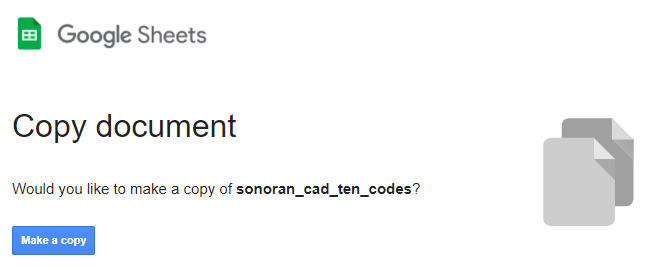 Google Sheets
Copy document
Would you like to make a copy of sonoran_cad_ten_codes?
Make a copy